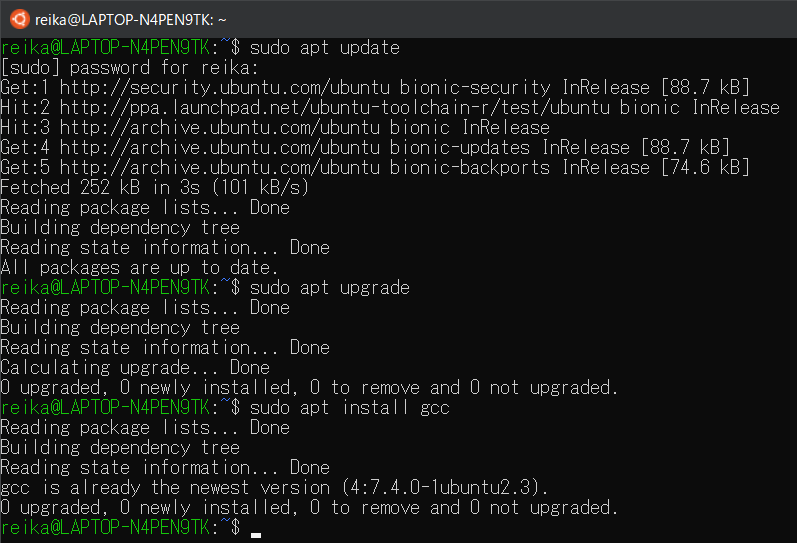 reika@LAPTOP-N4PEN9TK: ~
reika@LAPTOP-N4PEN9TK:~$ sudo apt update
[sudo] password for reika:
Get:1 http://security.ubuntu.com/ubuntu bionic-security InRelease [88.7 kB]
Hit:2 http://ppa.launchpad.net/ubuntu-toolchain-r/test/ubuntu bionic InRelease
Hit:3 http://archive.ubuntu.com/ubuntu bionic InRelease
Get:4 http://archive.ubuntu.com/ubuntu bionic-updates InRelease [88.7 kB]
Get:5 http://archive.ubuntu.com/ubuntu bionic-backports InRelease [74.6 kB]
Fetched 252 kB in 3s (101 kB/s)
Reading package lists... Done
Building dependency tree
Reading state information... Done
All packages are up to date.
reika@LAPTOP-N4PEN9TK:~$ sudo apt upgrade
Reading package lists... Done
Building dependency tree
Reading state information... Done
Calculating upgrade... Done
0 upgraded, 0 newly installed, 0 to remove and 0 not upgraded.
reika@LAPTOP-N4PEN9TK:~$ sudo apt install gcc
Reading package lists... Done
Building dependency tree
Reading state information... Done
gcc is already the newest version (4:7.4.0-1ubuntu2.3).
0 upgraded, 0 newly installed, 0 to remove and 0 not upgraded.
reika@LAPTOP-N4PEN9TK:~$